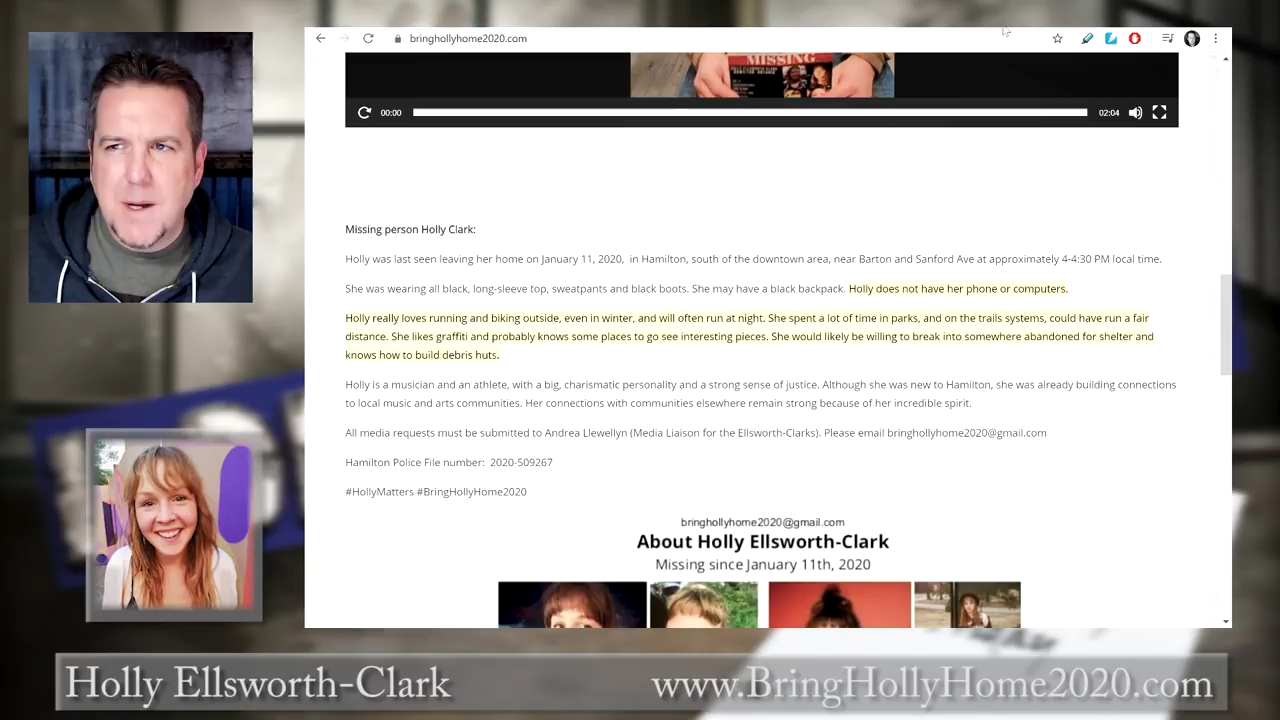 bringhollyhome2020.com
MISSING
00:00
02:04
Missing person Holly Clark:
Holly was last seen leaving her home on January 11, 2020,  in Hamilton, south of the downtown area, near Barton and Sanford Ave at approximately 4-4:30 PM local time.
She was wearing all black, long-sleeve top, sweatpants and black boots. She may have a black backpack. Holly does not have her phone or computers.
Holly really loves running and biking outside, even in winter, and will often run at night. She spent a lot of time in parks, and on the trails systems, could have run a fair
distance. She likes graffiti and probably knows some places to go see interesting pieces. She would likely be willing to break into somewhere abandoned for shelter and
knows how to build debris huts.
Holly is a musician and an athlete, with a big, charismatic personality and a strong sense of justice. Although she was new to Hamilton, she was already building connections
to local music and arts communities. Her connections with communities elsewhere remain strong because of her incredible spirit.
All media requests must be submitted to Andrea Llewellyn (Media Liaison for the Ellsworth-Clarks). Please email bringhollyhome2020@gmail.com
Hamilton Police File number:  2020-509267
#HollyMatters #BringHollyHome2020
bringhollyhome2020@gmail.com
About Holly Ellsworth-Clark
Missing since January 11th, 2020
Holly Ellsworth-Clark
www.BringHollyHome2020.com